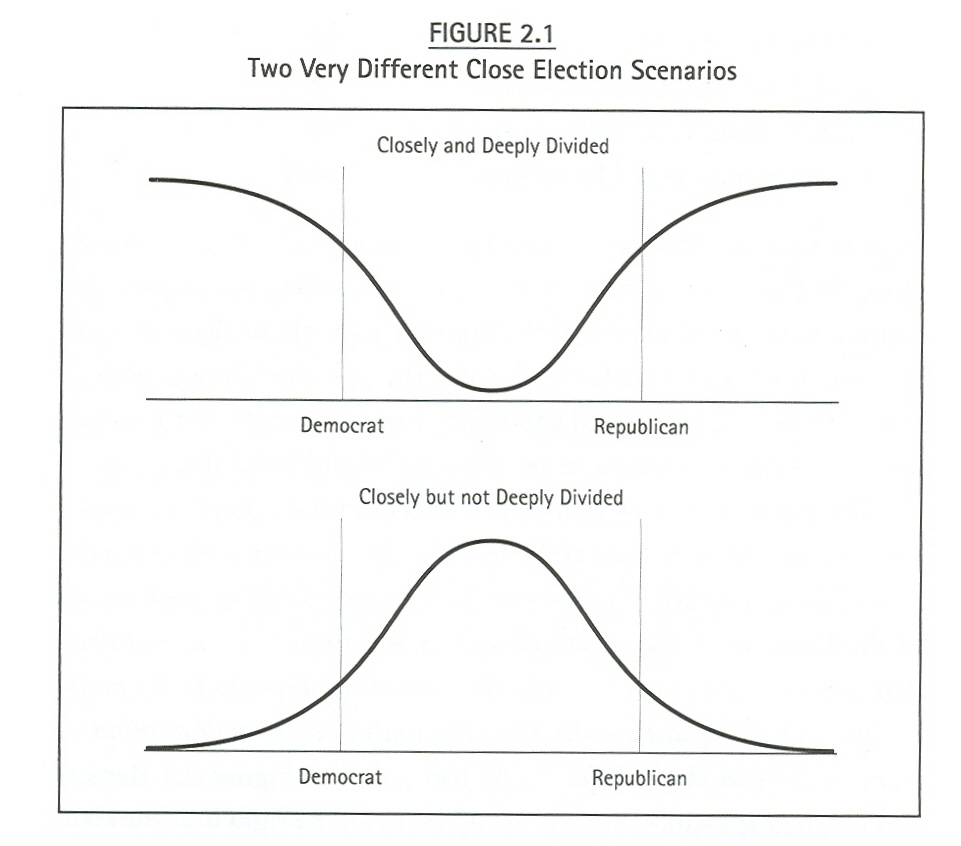 FIGURE 2.1
Two Very Different Close Election Scenarios
Closely and Deeply Divided
Democrat Republican
Closely but not Deeply Divided
Democrat Republican